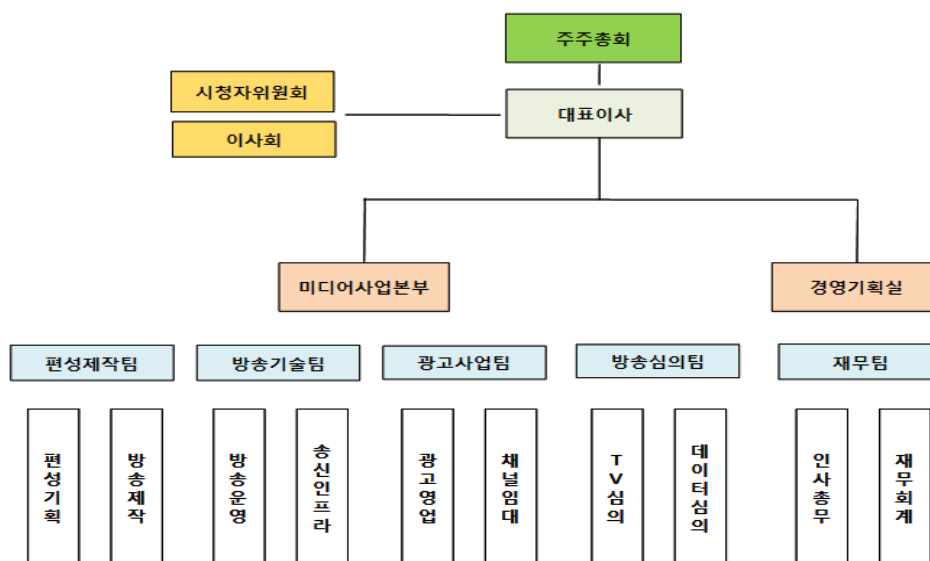 주주총회
시청자위원회
대표이사
이사회
미디어사업본부
경영기획실
편성제작팀
방송기술팀
광고사업팀
방송심의팀
재무팀
편성기획
방송제작
방송운영
송신인프라
광고영업
채널임대
TV심의
데이터심의
인사총무
재무회계